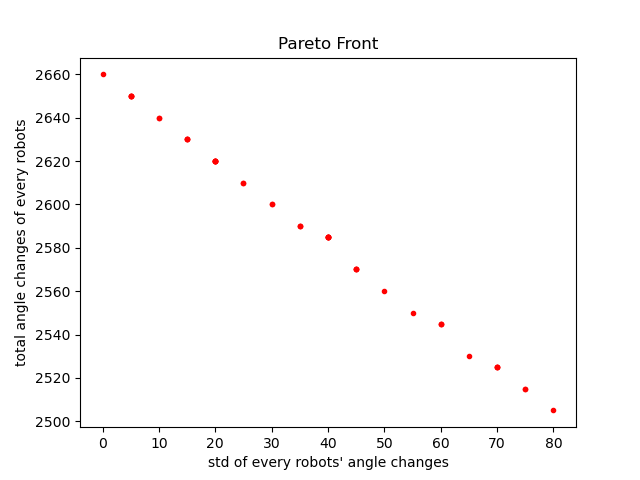 Pareto Front
total angle changes of every robots
2660
2640
2620
2600
2580
2560
2540
2520
2500
0 10 20 30 40 50 60 70 80
std of every robots' angle changes